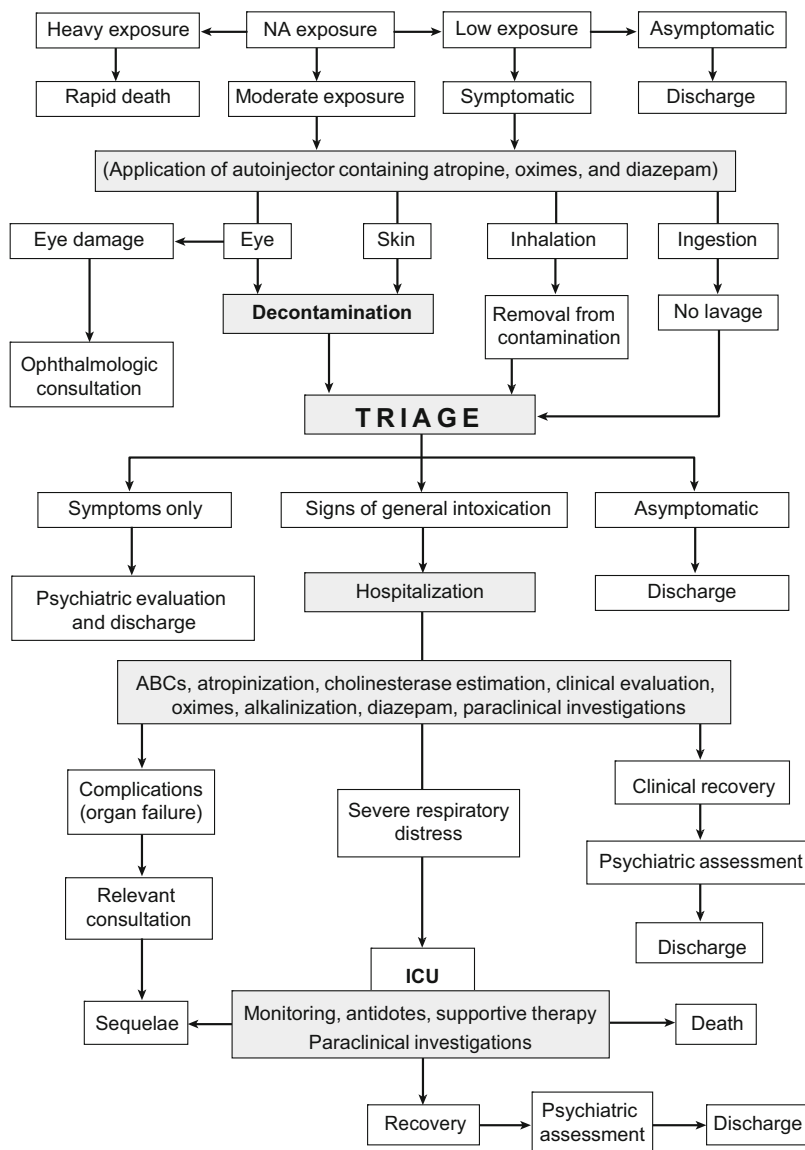 Heavy exposure
NA exposure
Low exposure
Asymptomatic
Rapid death
Moderate exposure
Symptomatic
Discharge
(Application of autoinjector containing atropine, oximes, and diazepam)
Eye damage
Eye
Skin
Inhalation
Ingestion
Decontamination
Removal from
contamination
No lavage
Ophthalmologic
consultation
TRIAGE
Symptoms only
Signs of general intoxication
Asymptomatic
Psychiatric evaluation
and discharge
Hospitalization
Discharge
ABCs, atropinization, cholinesterase estimation, clinical evaluation,
oximes, alkalinization, diazepam, paraclinical investigations
Complications
(organ failure)
Severe respiratory
distress
Clinical recovery
Relevant
consultation
Psychiatric assessment
Discharge
ICU
Sequelae
Monitoring, antidotes, supportive therapy
Paraclinical investigations
Death
Recovery
Psychiatric
assessment
Discharge